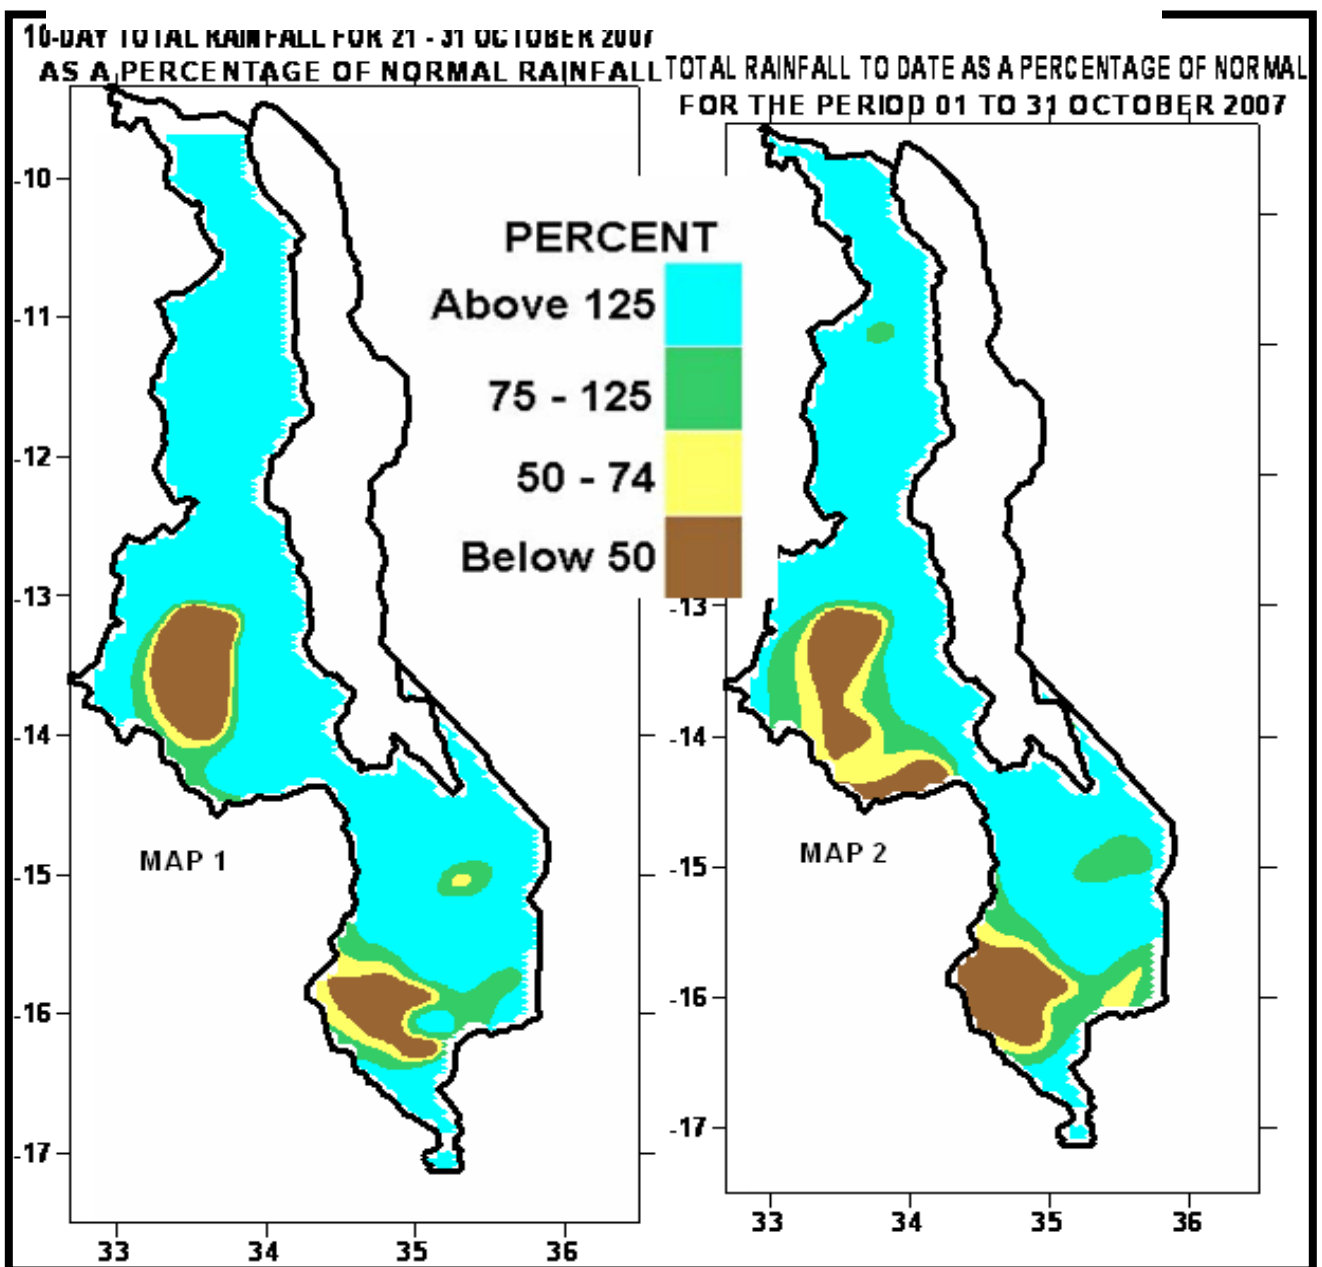 10-DAY TOTAL RAINFALL FOR 21 - 31 OCTOBER 2007
AS A PERCENTAGE OF NORMAL RAINFALL
TOTAL RAINFALL TO DATE AS A PERCENTAGE OF NORMAL
FOR THE PERIOD 01 TO 31 OCTOBER 2007
PERCENT
Above 125
75 - 125
50 - 74
Below 50
-10
-11
-12
-13
-14
-15
-16
-17
MAP 1
33
34
35
36
-13
-14
-15
-16
-17
MAP 2
33
34
35
36